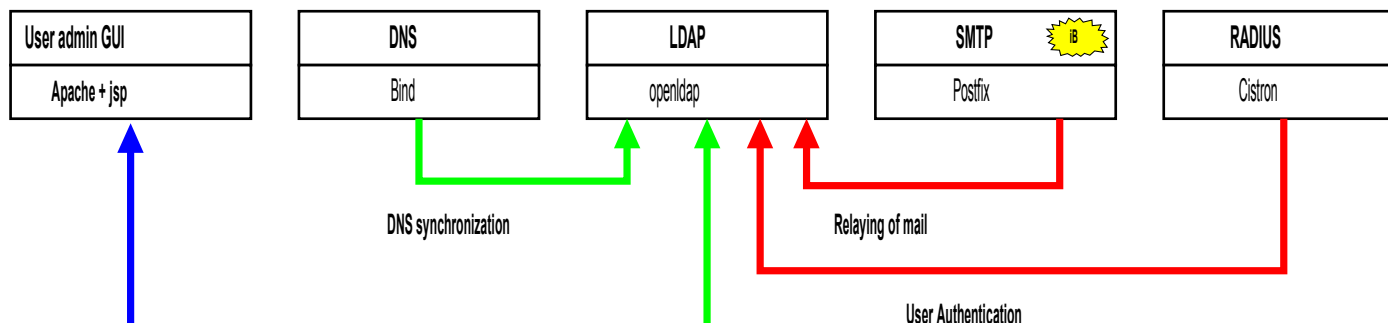 User admin GUI
Apache + jsp
DNS
Bind
LDAP
openldap
SMTP
iB
Postfix
RADIUS
Cistron
DNS synchronization
Relaying of mail
User Authentication